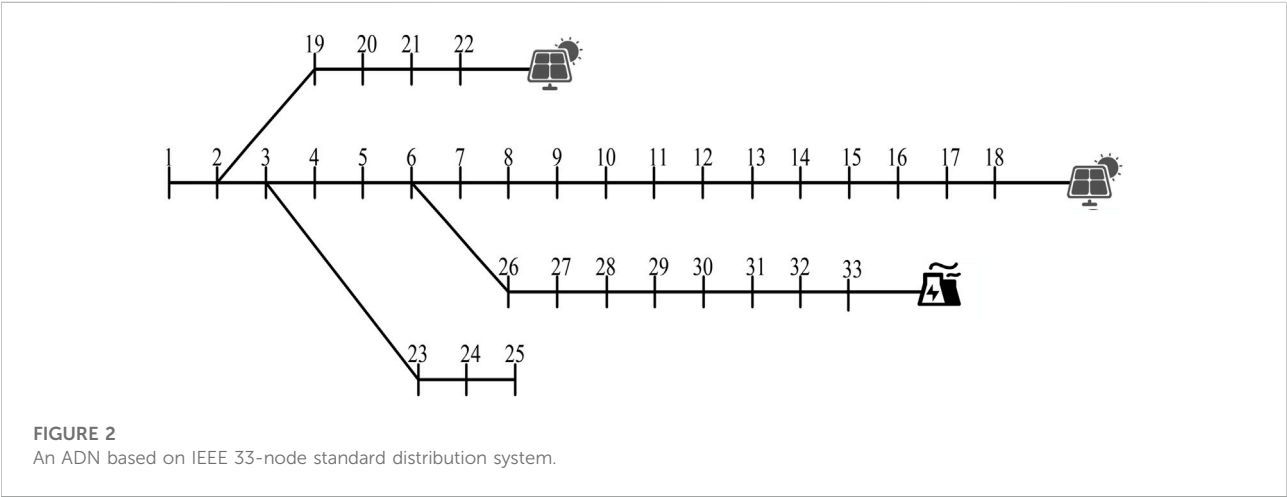 19 20 21 22
1 2 3 4 5 6 7 8 9 10 11 12 13 14 15 16 17 18
26 27 28 29 30 31 32 33
23 24 25
FIGURE 2
An ADN based on IEEE 33-node standard distribution system.